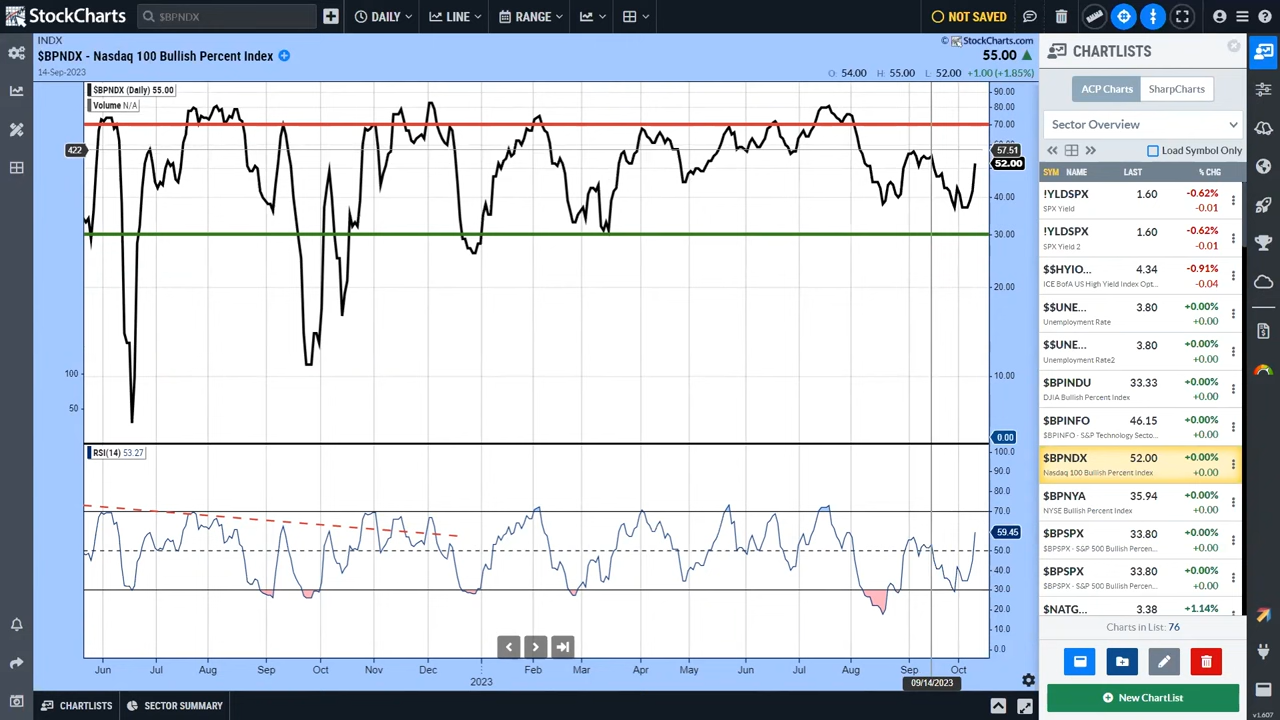 StockCharts
$BPNDX
DAILY
LINE
RANGE
NOT SAVED
INDX
$BPNDX - Nasdaq 100 Bullish Percent Index
14-Sep-2023
© StockCharts.com
55.00
O: 54.00 H: 55.00 L: 52.00 +1.00 (+1.85%)
$BPNDX (Daily) 55.00
Volume N/A
90.00
80.00
70.00
422
57.51
52.00
40.00
30.00
20.00
100
10.00
50
0.00
RSI(14) 53.27
100.0
90.0
80.0
70.0
59.45
50.0
30.0
20.0
10.0
0.0
Jun Jul Aug Sep Oct Nov Dec Feb Mar Apr May Jun Jul Aug Sep Oct
2023
09/14/2023
CHARTLISTS
SECTOR SUMMARY
CHARTLISTS
ACP Charts
SharpCharts
Sector Overview
Load Symbol Only
SYM NAME LAST % CHG
!YLDSPX 1.60 -0.62%
SPX Yield -0.01
!YLDSPX 1.60 -0.62%
SPX Yield 2 -0.01
$$HYIO... 4.34 -0.91%
ICE BofA US High Yield Index Opt... -0.04
$$UNE... 3.80 +0.00%
Unemployment Rate +0.00
$$UNE... 3.80 +0.00%
Unemployment Rate2 +0.00
$BPINDU 33.33 +0.00%
DJIA Bullish Percent Index +0.00
$BPINFO 46.15 +0.00%
$BPINFO - S&P Technology Secto... +0.00
$BPNDX 52.00 +0.00%
Nasdaq 100 Bullish Percent Index +0.00
$BPNYA 35.94 +0.00%
NYSE Bullish Percent Index +0.00
$BPSPX 33.80 +0.00%
$BPSPX - S&P 500 Bullish Percen... +0.00
$BPSPX 33.80 +0.00%
$BPSPX - S&P 500 Bullish Percen... +0.00
$NATG... 3.38 +1.14%
Charts in List: 76
New ChartList
v1.607